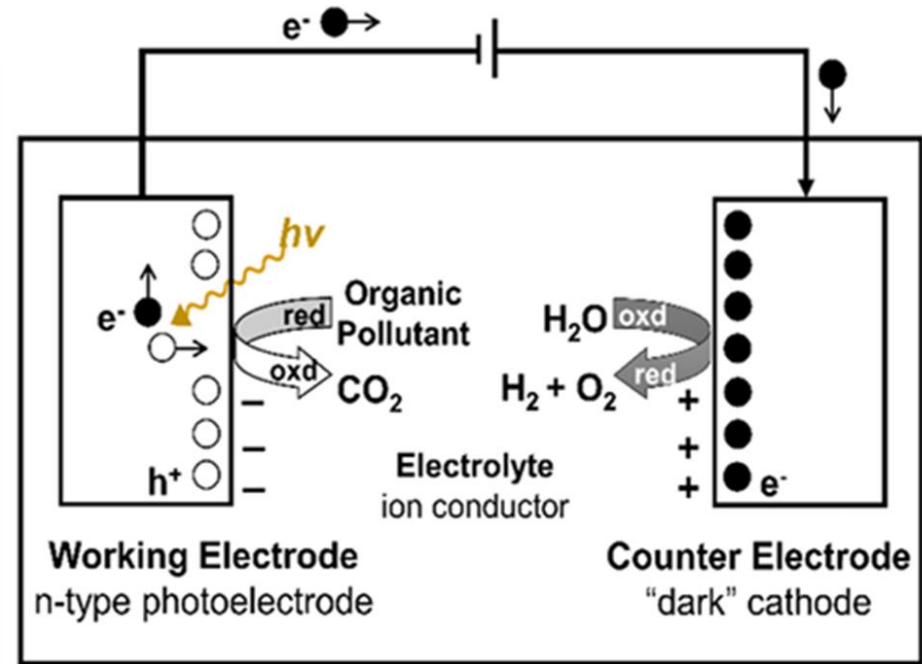 e-
hv
e-
red
Organic
Pollutant
oxd
CO2
H2O
oxd
H2 + O2
red
−
−
−
+
+
+
h+
Electrolyte
ion conductor
e-
Working Electrode
n-type photoelectrode
Counter Electrode
“dark” cathode